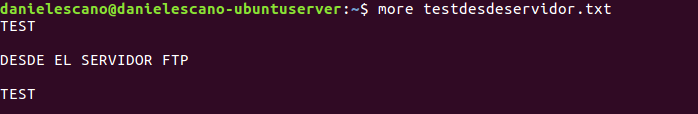 danielescano@danielescano-ubuntuserver:~$ more testdesdeservidor.txt
TEST
DESDE EL SERVIDOR FTP
TEST